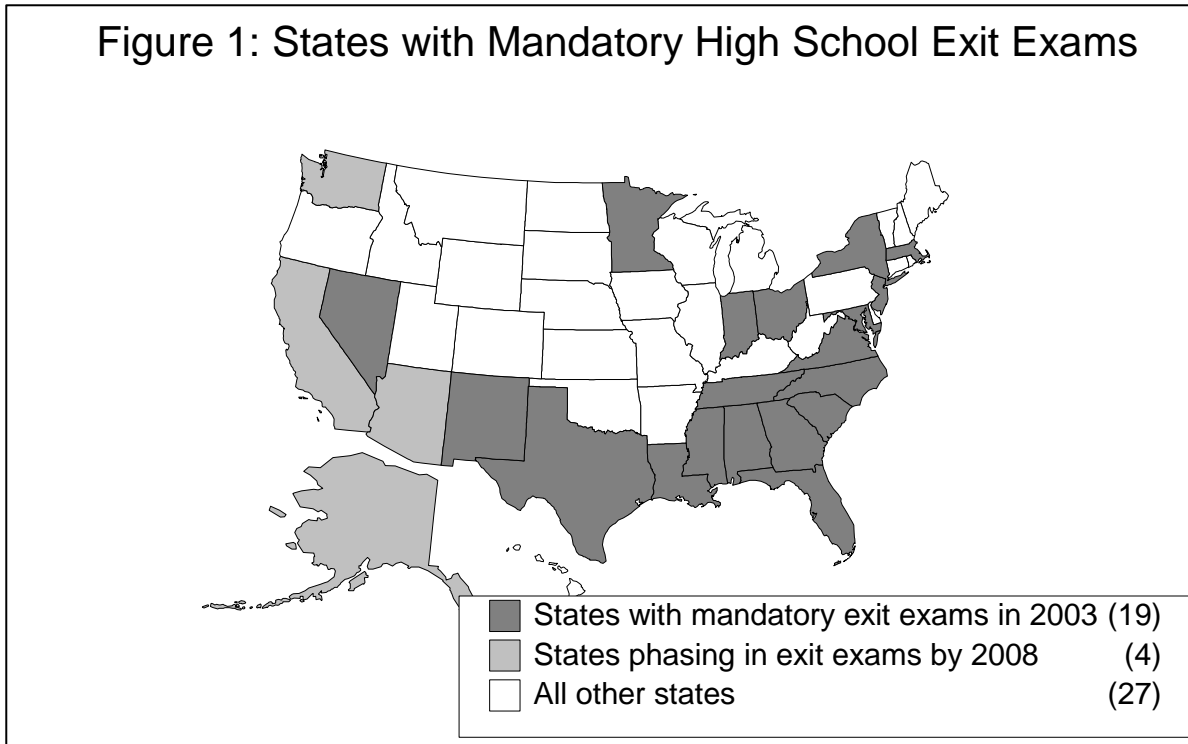 Figure 1: States with Mandatory High School Exit Exams
States with mandatory exit exams in 2003 (19)
States phasing in exit exams by 2008 (4)
All other states (27)